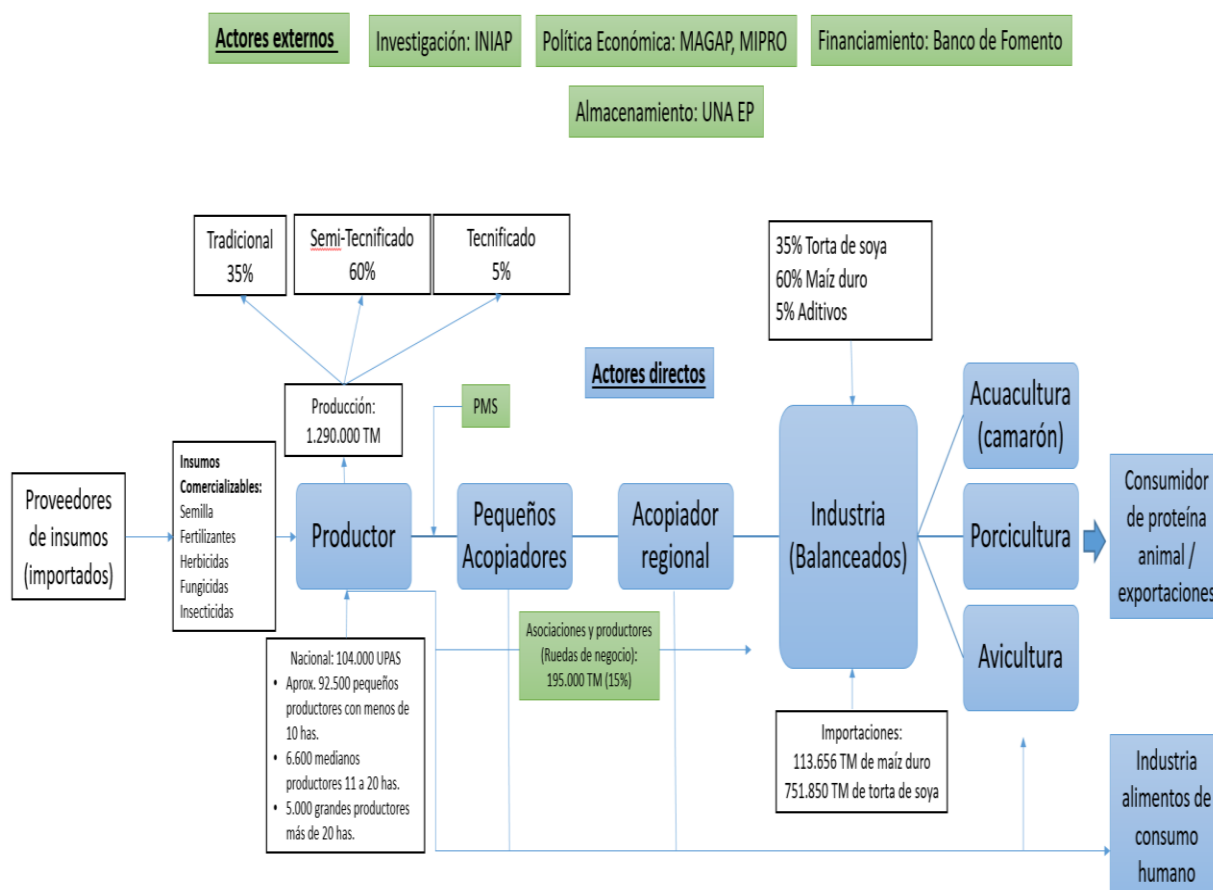 Actores externos
Investigación: INIAP
Política Económica: MAGAP, MIPRO
Financiamiento: Banco de Fomento
Almacenamiento: UNA EP
Tradicional
35%
Semi-Tecnificado
60%
Tecnificado
5%
35% Torta de soya
60% Maíz duro
5% Aditivos
Producción:
1.290.000 TM
PMS
Actores directos
Proveedores
de insumos
(importados)
Insumos
Comercializables:
Semilla
Fertilizantes
Herbicidas
Fungicidas
Insecticidas
Productor
Pequeños
Acopiadores
Acopiador
regional
Industria
(Balanceados)
Acuacultura
(camarón)
Porcicultura
Avicultura
Consumidor
de proteína
animal /
exportaciones
Asociaciones y productores
(Ruedas de negocio):
195.000 TM (15%)
Nacional: 104.000 UPAS
• Aprox. 92.500 pequeños
productores con menos de
10 has.
• 6.600 medianos
productores 11 a 20 has.
• 5.000 grandes productores
más de 20 has.
Importaciones:
113.656 TM de maíz duro
751.850 TM de torta de soya
Industria
alimentos de
consumo
humano